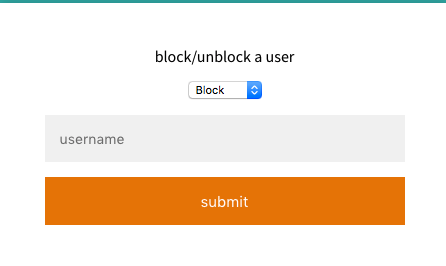 block/unblock a user
Block
username
submit